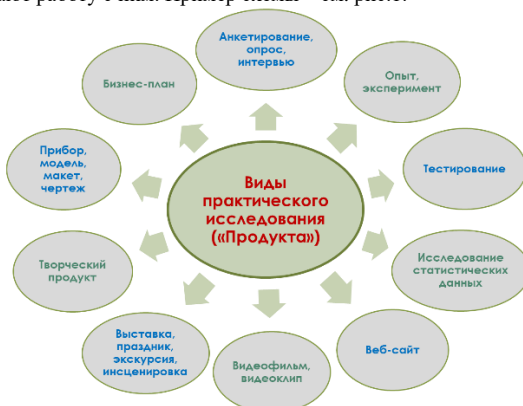 Анкетирование,
опрос,
интервью
Опыт,
эксперимент
Тестирование
Исследование
статистических
данных
Веб-сайт
Видеофильм,
видеоклип
Выставка,
праздник,
экскурсия,
инсценировка
Творческий
продукт
Прибор,
модель,
макет,
чертеж
Бизнес-план
Виды
практического
исследования
(«Продукта»)